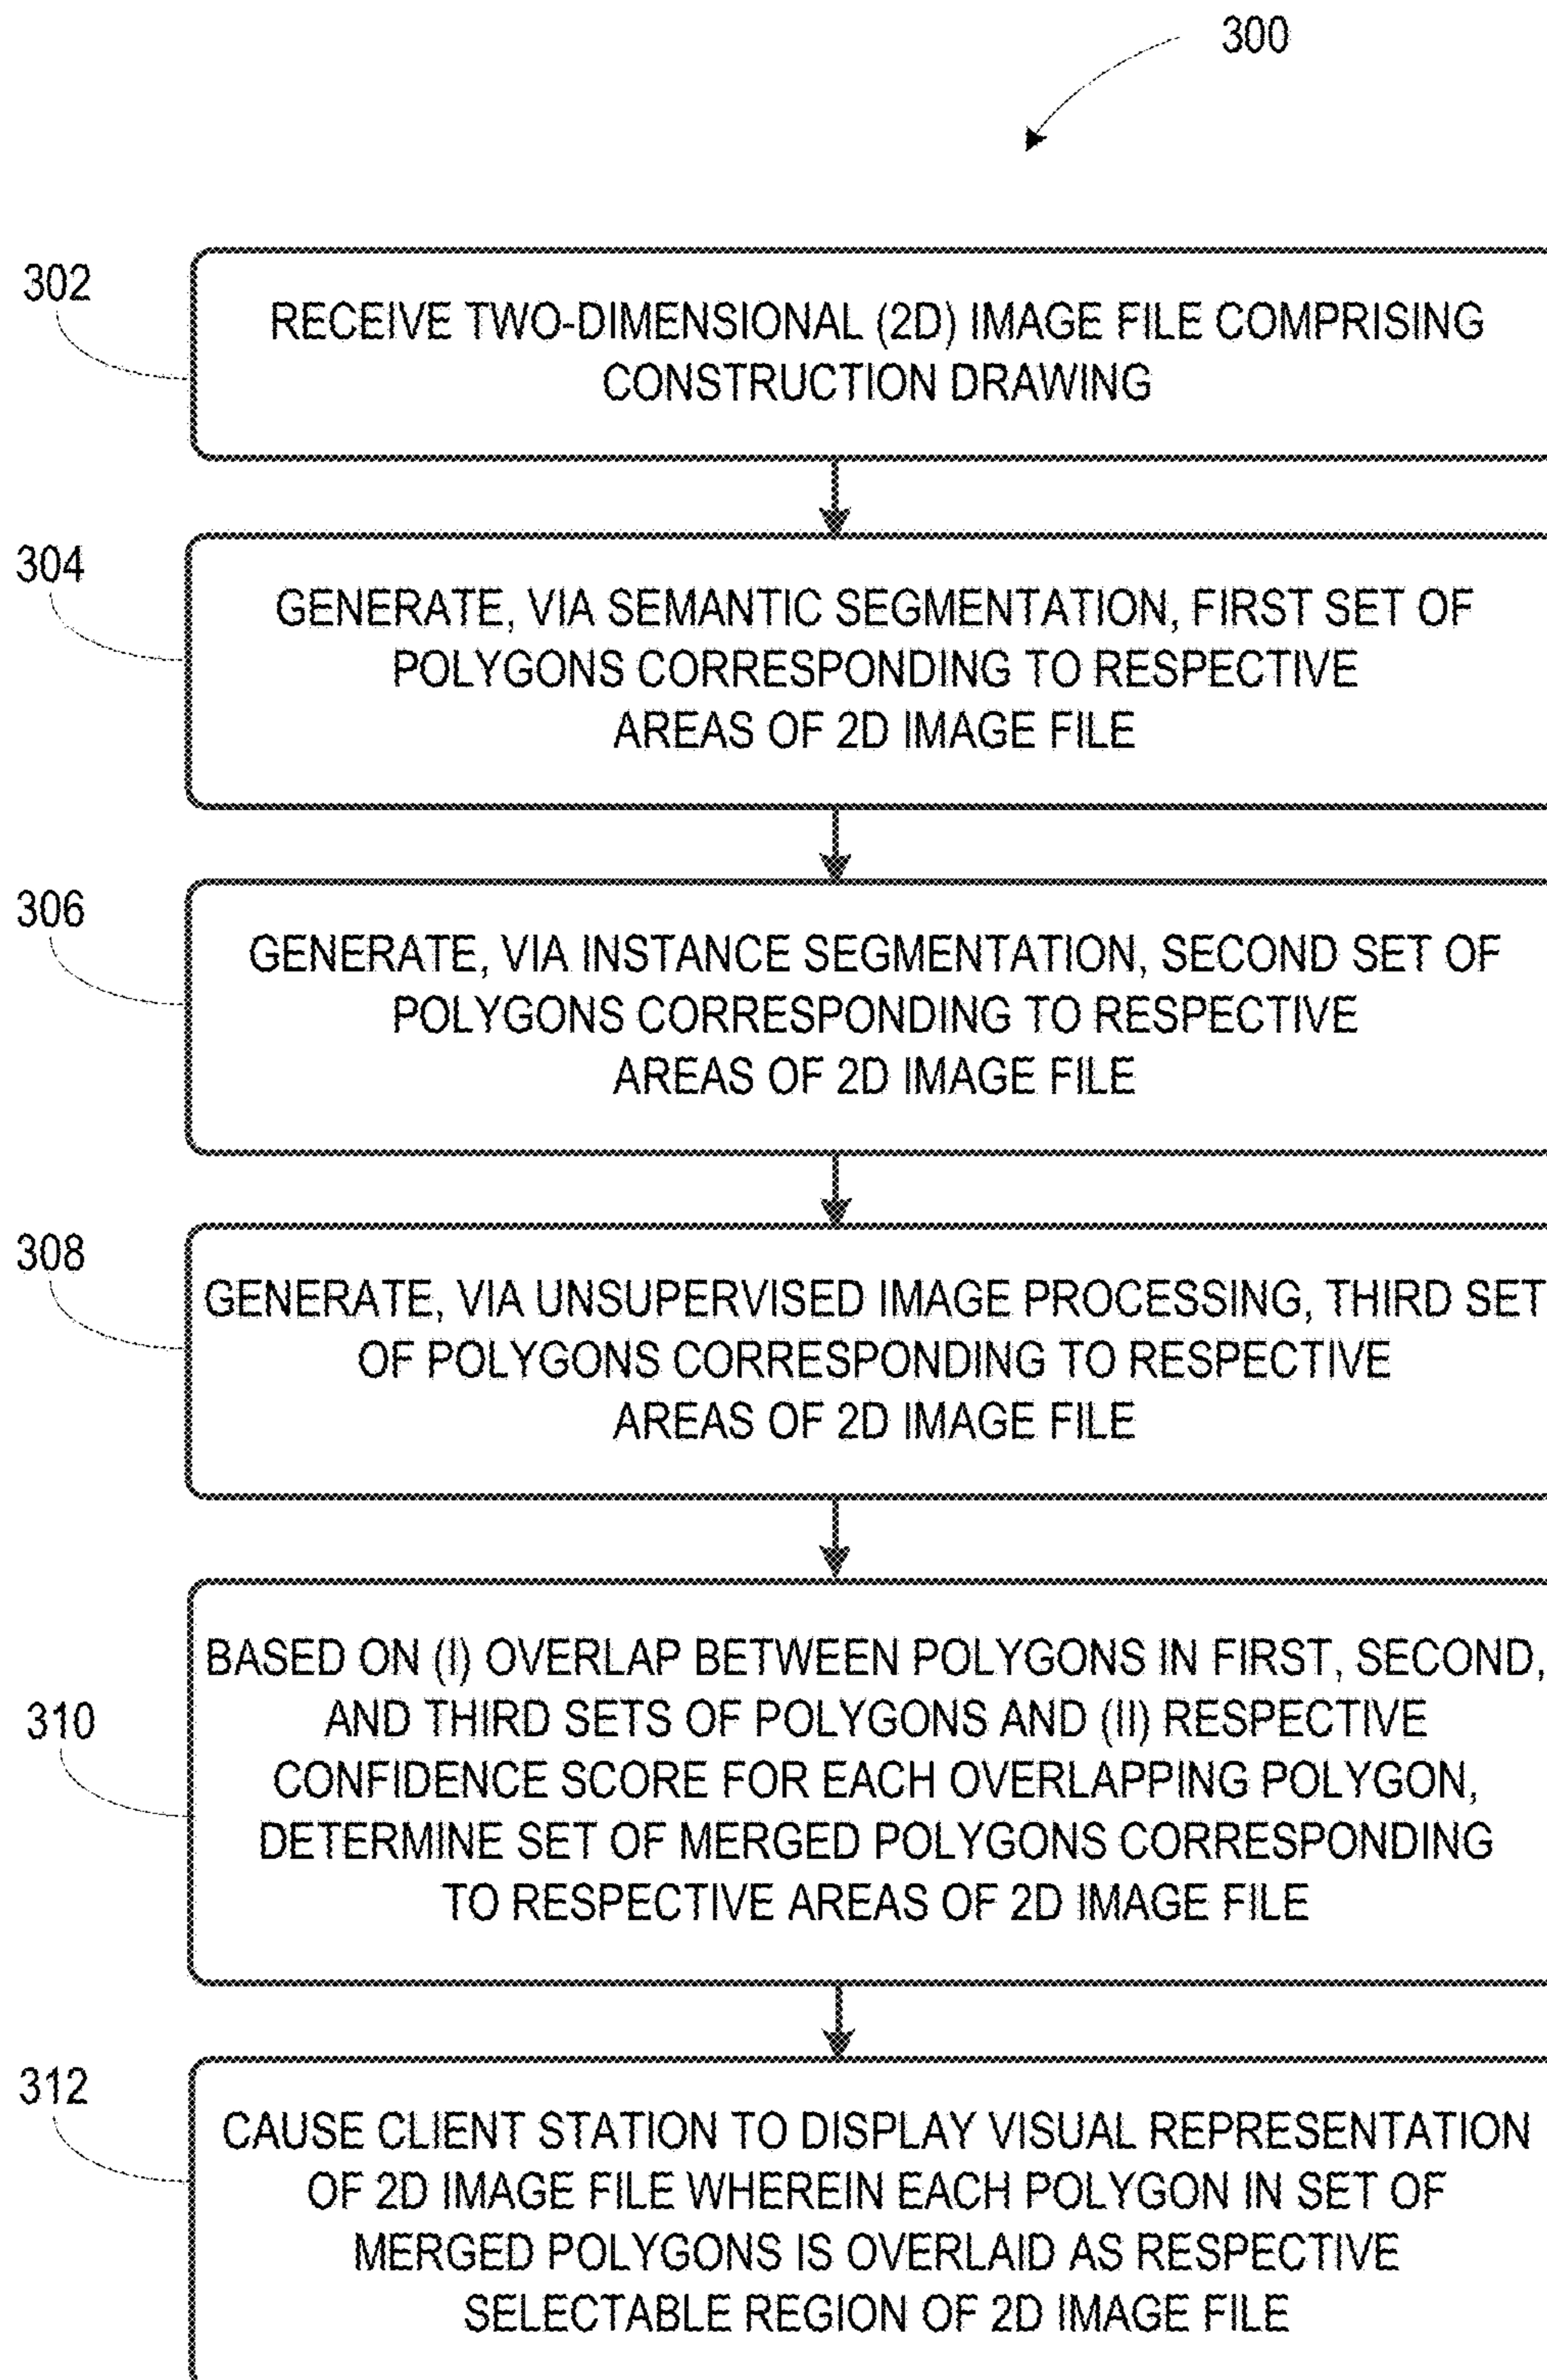 300
302
RECEIVE TWO-DIMENSIONAL (2D) IMAGE FILE COMPRISING
CONSTRUCTION DRAWING
304
GENERATE, VIA SEMANTIC SEGMENTATION, FIRST SET OF
POLYGONS CORRESPONDING TO RESPECTIVE
AREAS OF 2D IMAGE FILE
306
GENERATE, VIA INSTANCE SEGMENTATION, SECOND SET OF
POLYGONS CORRESPONDING TO RESPECTIVE
AREAS OF 2D IMAGE FILE
308
GENERATE, VIA UNSUPERVISED IMAGE PROCESSING, THIRD SET
OF POLYGONS CORRESPONDING TO RESPECTIVE
AREAS OF 2D IMAGE FILE
310
BASED ON (I) OVERLAP BETWEEN POLYGONS IN FIRST, SECOND,
AND THIRD SETS OF POLYGONS AND (II) RESPECTIVE
CONFIDENCE SCORE FOR EACH OVERLAPPING POLYGON,
DETERMINE SET OF MERGED POLYGONS CORRESPONDING
TO RESPECTIVE AREAS OF 2D IMAGE FILE
312
CAUSE CLIENT STATION TO DISPLAY VISUAL REPRESENTATION
OF 2D IMAGE FILE WHEREIN EACH POLYGON IN SET OF
MERGED POLYGONS IS OVERLAID AS RESPECTIVE
SELECTABLE REGION OF 2D IMAGE FILE